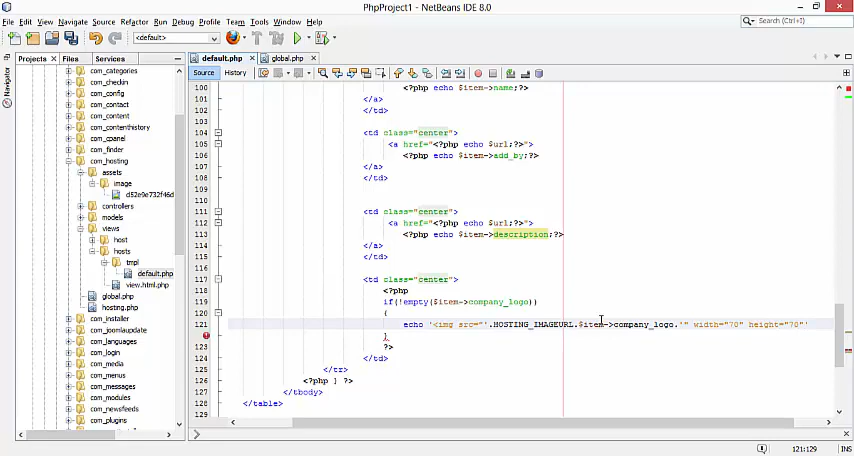 PhpProject1 - NetBeans IDE 8.0
File Edit View Navigate Source Refactor Run Debug Profile Team Tools Window Help
Search (Ctrl+I)
<default>
Projects Files Services
default.php global.php
Source History
Navigator
com_categories
com_checkin
com_config
com_contact
com_content
com_contenthistory
com_cpanel
com_finder
com_hosting
assets
image
d52e9e732f46d
controllers
models
views
host
hosts
tmpl
default.php
view.html.php
global.php
hosting.php
com_installer
com_joomlaupdate
com_languages
com_login
com_media
com_menus
com_messages
com_modules
com_newsfeeds
com_plugins
100 <?php echo $item->name;?>
101 </a>
102 </td>
103
104 <td class="center">
105 <a href="<?php echo $url;?>">
106 <?php echo $item->add_by;?>
107 </a>
108 </td>
109
110
111 <td class="center">
112 <a href="<?php echo $url;?>">
113 <?php echo $item->description;?>
114 </a>
115 </td>
116
117 <td class="center">
118 <?php
119 if(!empty($item->company_logo))
120 {
121 echo '<img src="'.HOSTING_IMAGEURL.$item->company_logo.'" width="70" height="70"'
}
123 ?>
124 </td>
125 </tr>
126 <?php } ?>
127 </tbody>
128 </table>
129
121:129 INS